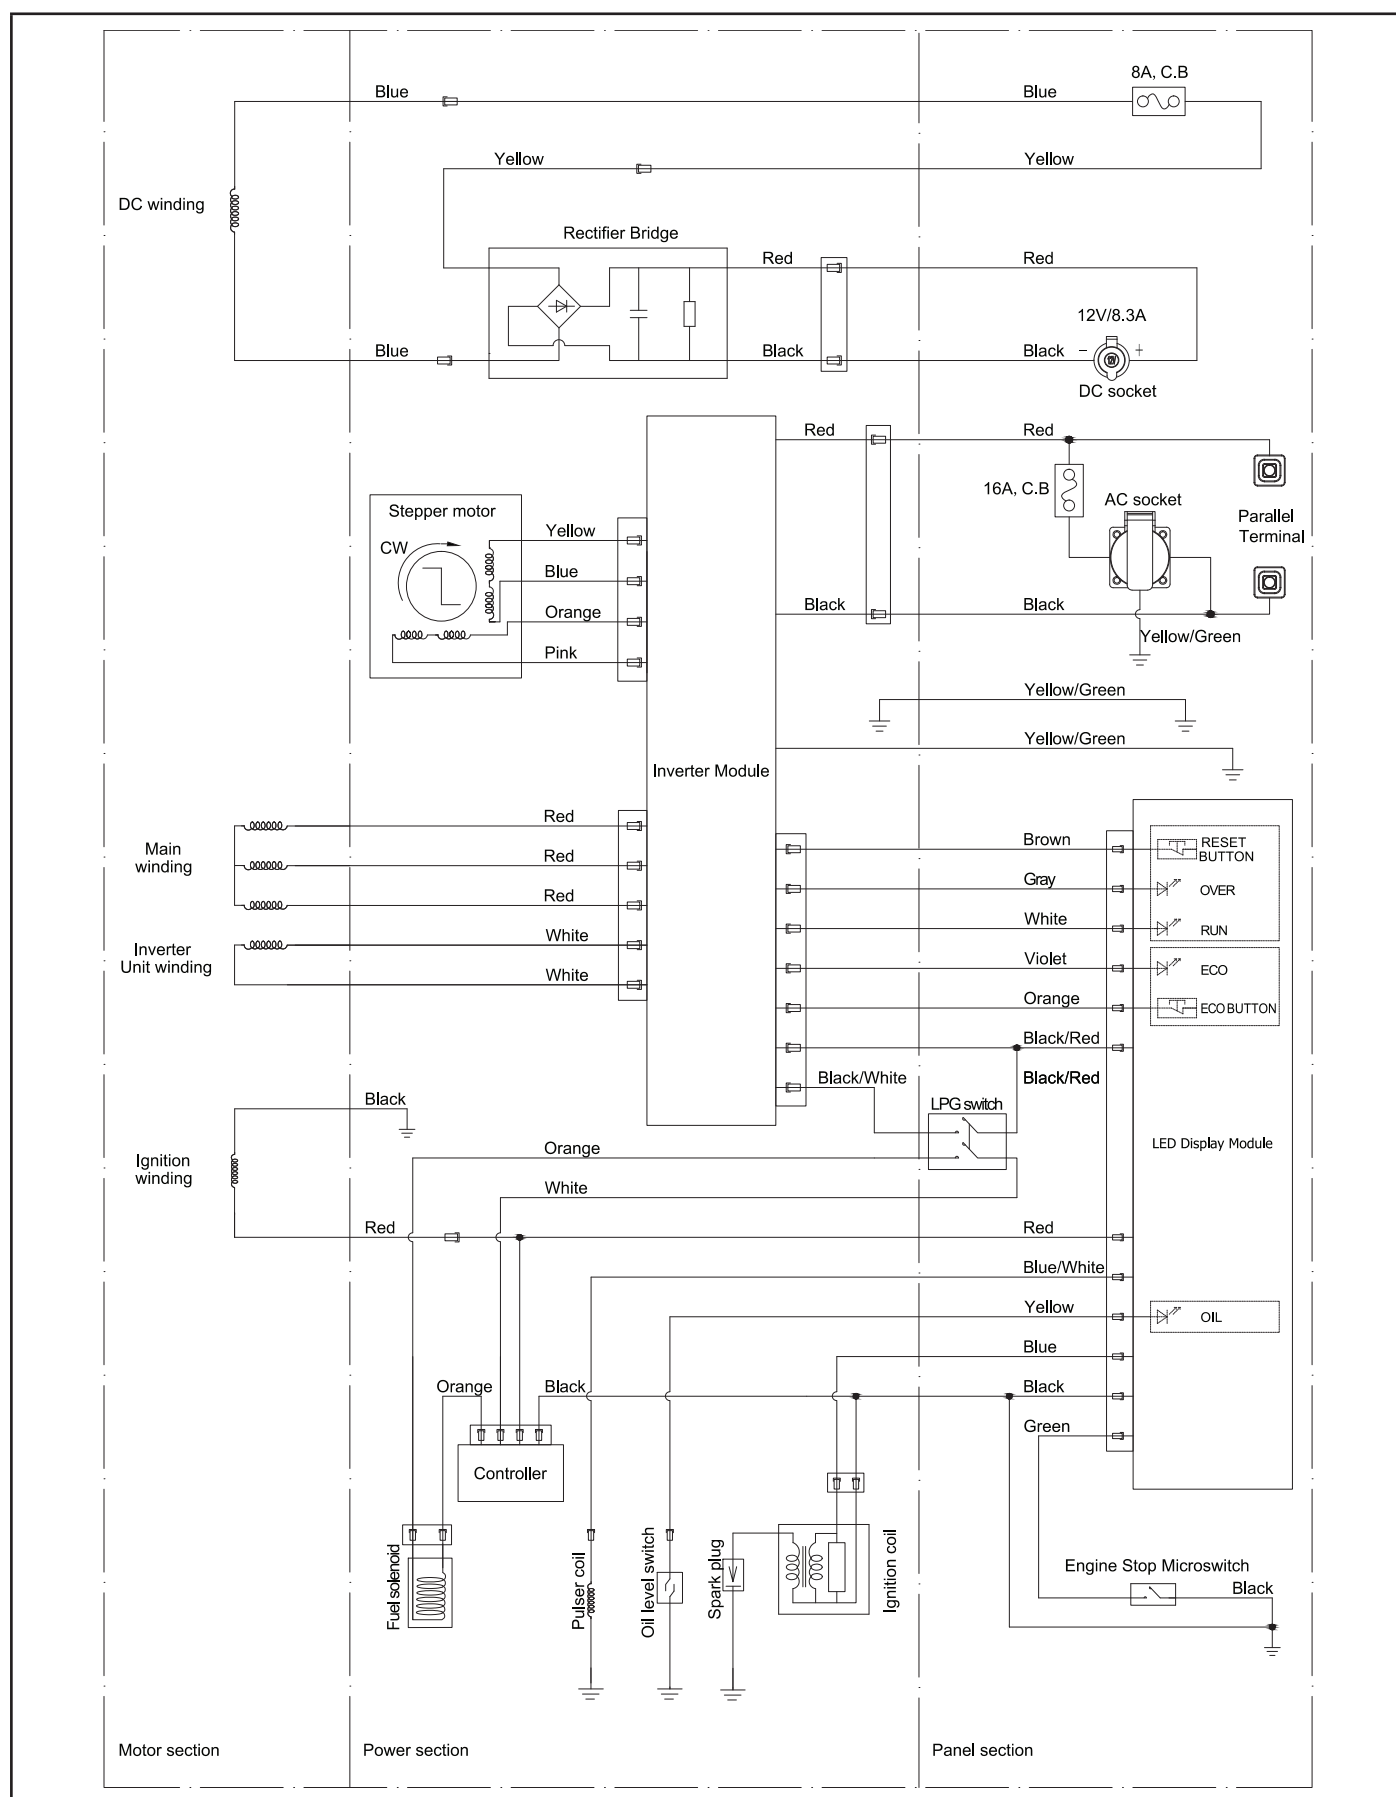 8A, C.B
Blue
Blue
Yellow
Yellow
DC winding
Rectifier Bridge
Red
Red
12V/8.3A
Blue
Black
Black
- +
DC socket
Red
Red
16A, C.B
AC socket
Parallel
Terminal
Stepper motor
CW
Yellow
Blue
Orange
Pink
Black
Black
Yellow/Green
Yellow/Green
Yellow/Green
Inverter Module
Main
winding
Red
Red
Red
Inverter
Unit winding
White
White
Brown
RESET
BUTTON
Gray
OVER
White
RUN
Violet
ECO
Orange
ECO BUTTON
Black/Red
Black/White
Black/Red
Black
LPG switch
LED Display Module
Ignition
winding
Orange
White
Red
Red
Blue/White
Yellow
OIL
Blue
Orange
Black
Black
Green
Controller
Fuel solenoid
Pulser coil
Oil level switch
Spark plug
Ignition coil
Engine Stop Microswitch
Black
Motor section
Power section
Panel section